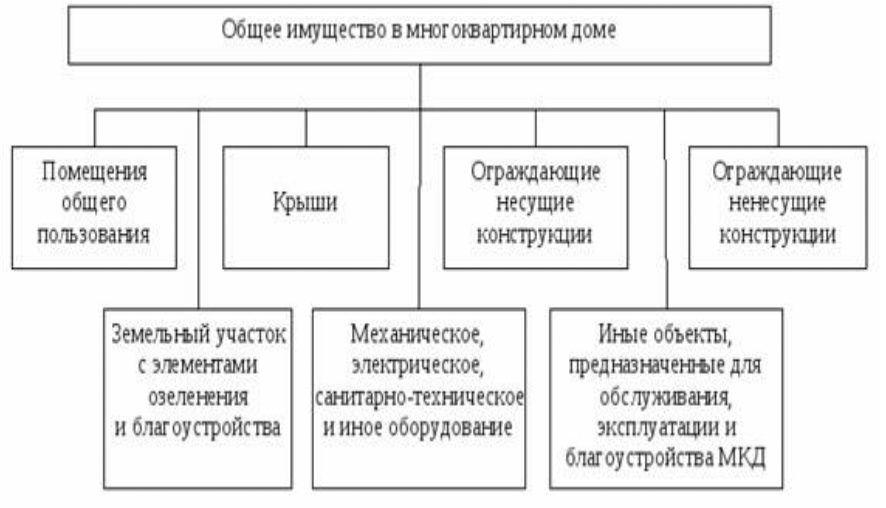 Общее имущество в многоквартирном доме
Помещения
общего
пользования
Крыши
Ограждающие
несущие
конструкции
Ограждающие
ненесущие
конструкции
Земельный участок
с элементами
озеленения
и благоустройства
Механическое,
электрическое,
санитарно-техническое
и иное оборудование
Иные объекты,
предназначенные для
обслуживания,
эксплуатации и
благоустройства МКД